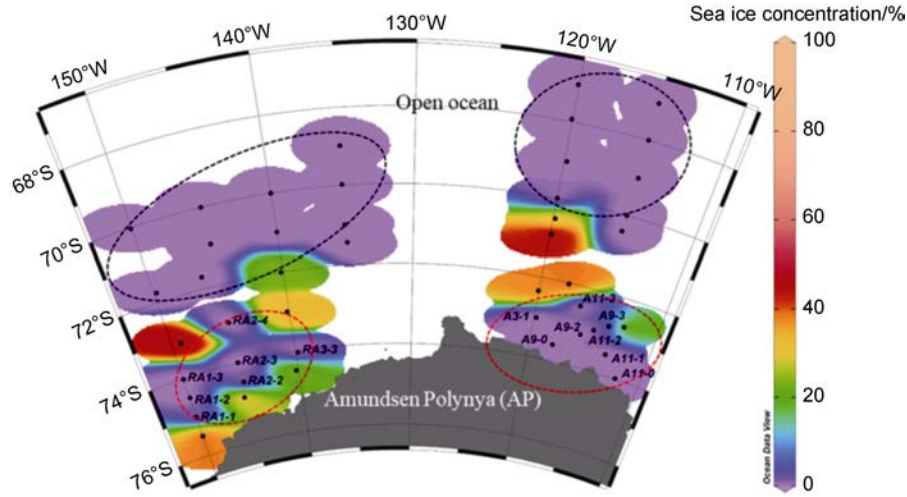 Sea ice concentration/%
150°W
140°W
130°W
120°W
110°W
100
80
60
40
20
0
68°S
70°S
72°S
74°S
76°S
Open ocean
RA2-4
RA3-3
RA2-3
RA1-3
RA2-2
RA1-2
RA1-1
A11-3
A3-1
A9-3
A9-2
A9-0
A11-2
A11-1
A11-0
Amundsen Polynya (AP)
Ocean Data View